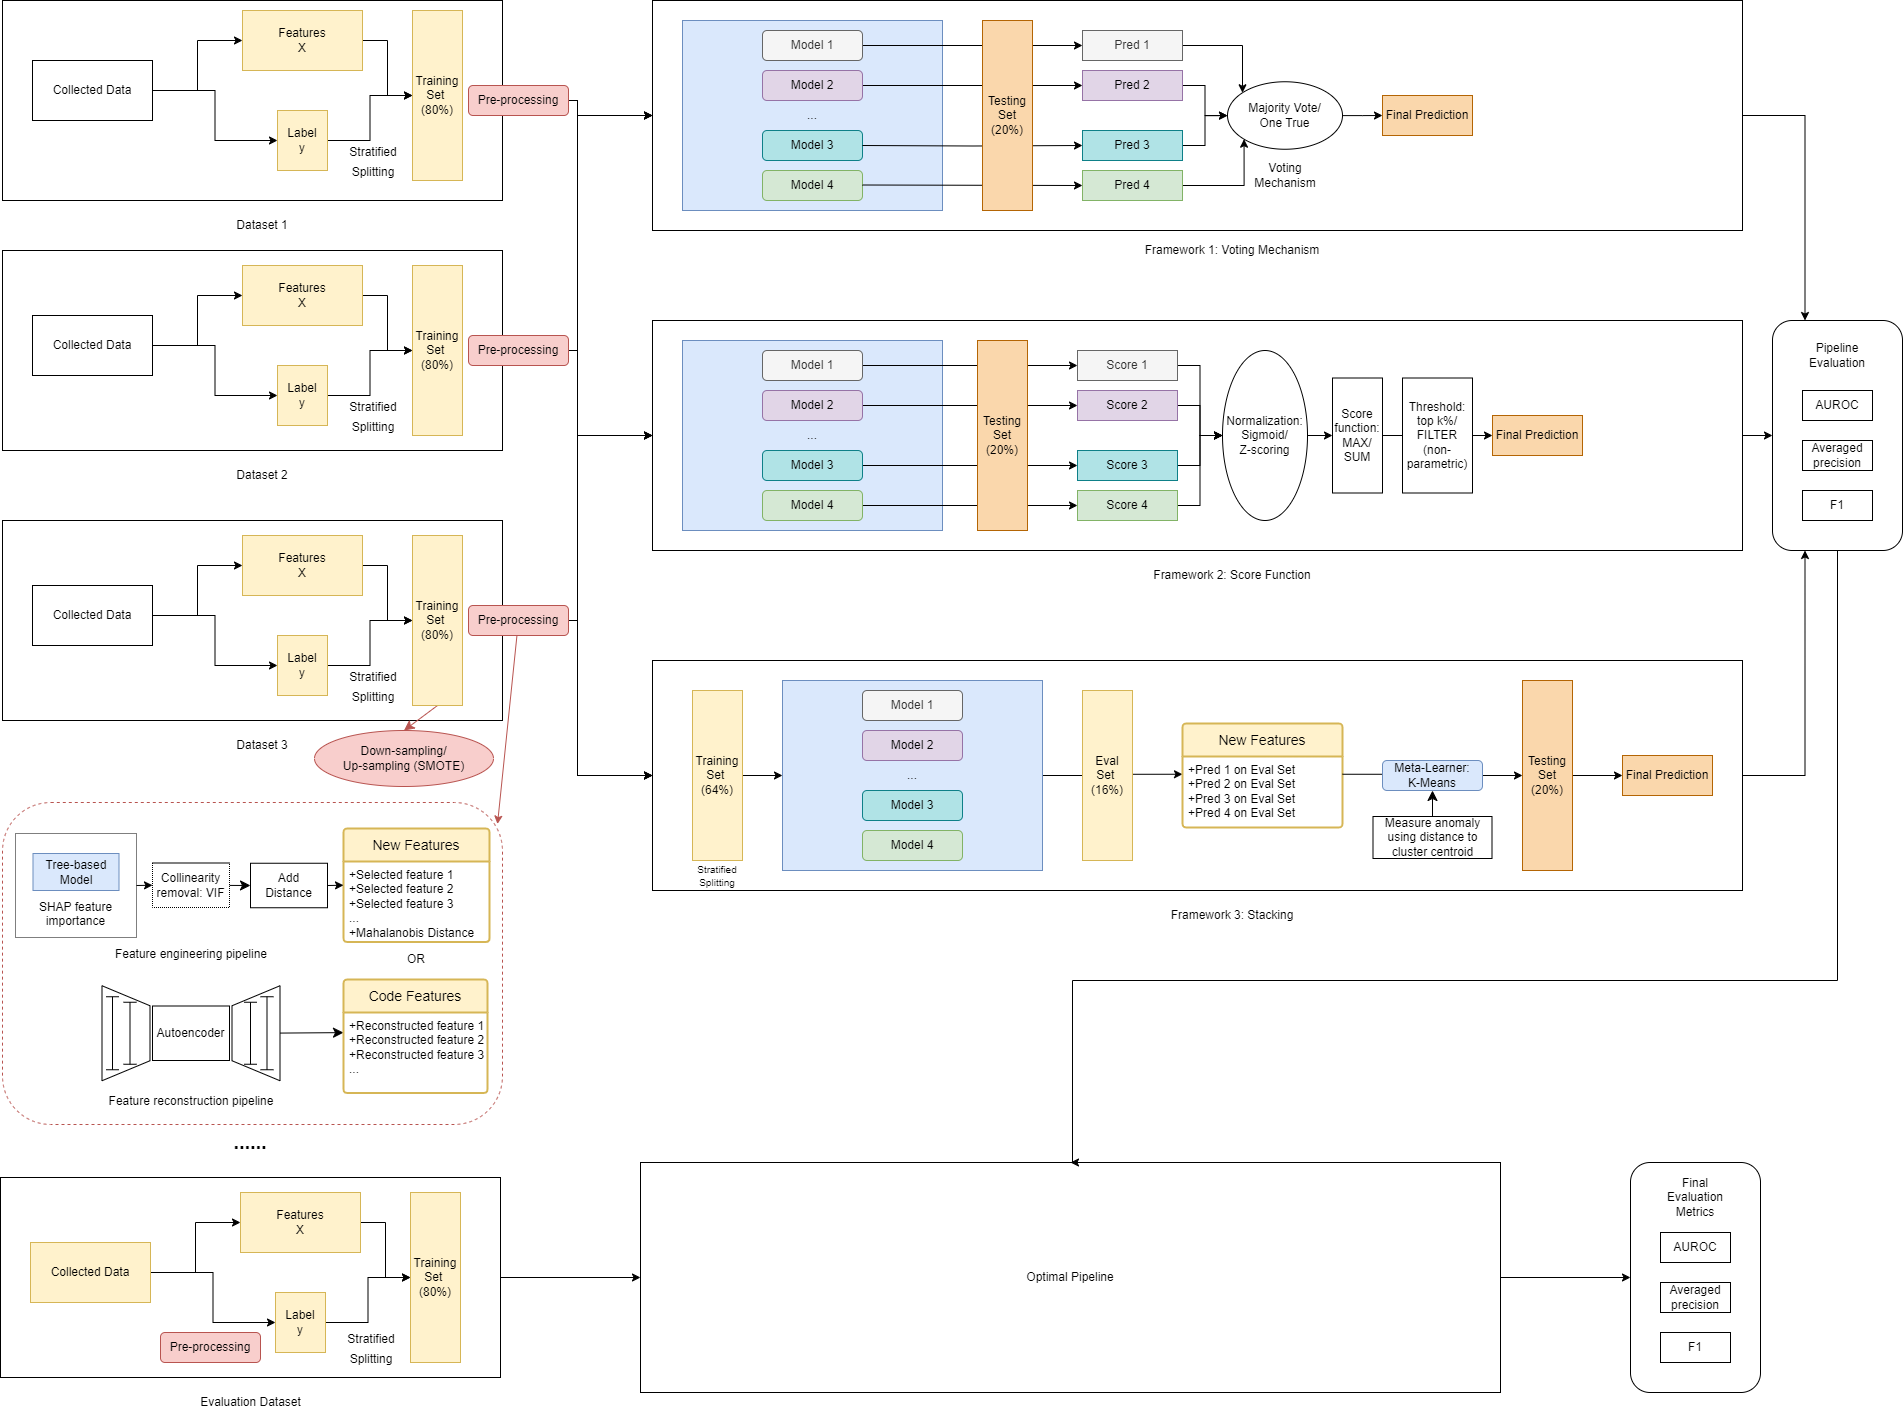 Features
X
Collected Data
Label
y
Stratified
Splitting
Training
Set
(80%)
Pre-processing
Dataset 1
Features
X
Collected Data
Label
y
Stratified
Splitting
Training
Set
(80%)
Pre-processing
Dataset 2
Features
X
Collected Data
Label
y
Stratified
Splitting
Training
Set
(80%)
Pre-processing
Dataset 3
Down-sampling/
Up-sampling (SMOTE)
Tree-based
Model
SHAP feature
importance
Collinearity
removal: VIF
Add
Distance
New Features
+Selected feature 1
+Selected feature 2
+Selected feature 3
...
+Mahalanobis Distance
Feature engineering pipeline
OR
Autoencoder
Code Features
+Reconstructed feature 1
+Reconstructed feature 2
+Reconstructed feature 3
...
Feature reconstruction pipeline
......
Features
X
Collected Data
Label
y
Pre-processing
Stratified
Splitting
Training
Set
(80%)
Evaluation Dataset
Model 1
Model 2
...
Model 3
Model 4
Testing
Set
(20%)
Pred 1
Pred 2
Pred 3
Pred 4
Majority Vote/
One True
Voting
Mechanism
Final Prediction
Framework 1: Voting Mechanism
Model 1
Model 2
...
Model 3
Model 4
Testing
Set
(20%)
Score 1
Score 2
Score 3
Score 4
Normalization:
Sigmoid/
Z-scoring
Score
function:
MAX/
SUM
Threshold:
top k%/
FILTER
(non-
parametric)
Final Prediction
Framework 2: Score Function
Training
Set
(64%)
Stratified
Splitting
Model 1
Model 2
...
Model 3
Model 4
Eval
Set
(16%)
New Features
+Pred 1 on Eval Set
+Pred 2 on Eval Set
+Pred 3 on Eval Set
+Pred 4 on Eval Set
Meta-Learner:
K-Means
Measure anomaly
using distance to
cluster centroid
Testing
Set
(20%)
Final Prediction
Framework 3: Stacking
Pipeline
Evaluation
AUROC
Averaged
precision
F1
Optimal Pipeline
Final
Evaluation
Metrics
AUROC
Averaged
precision
F1